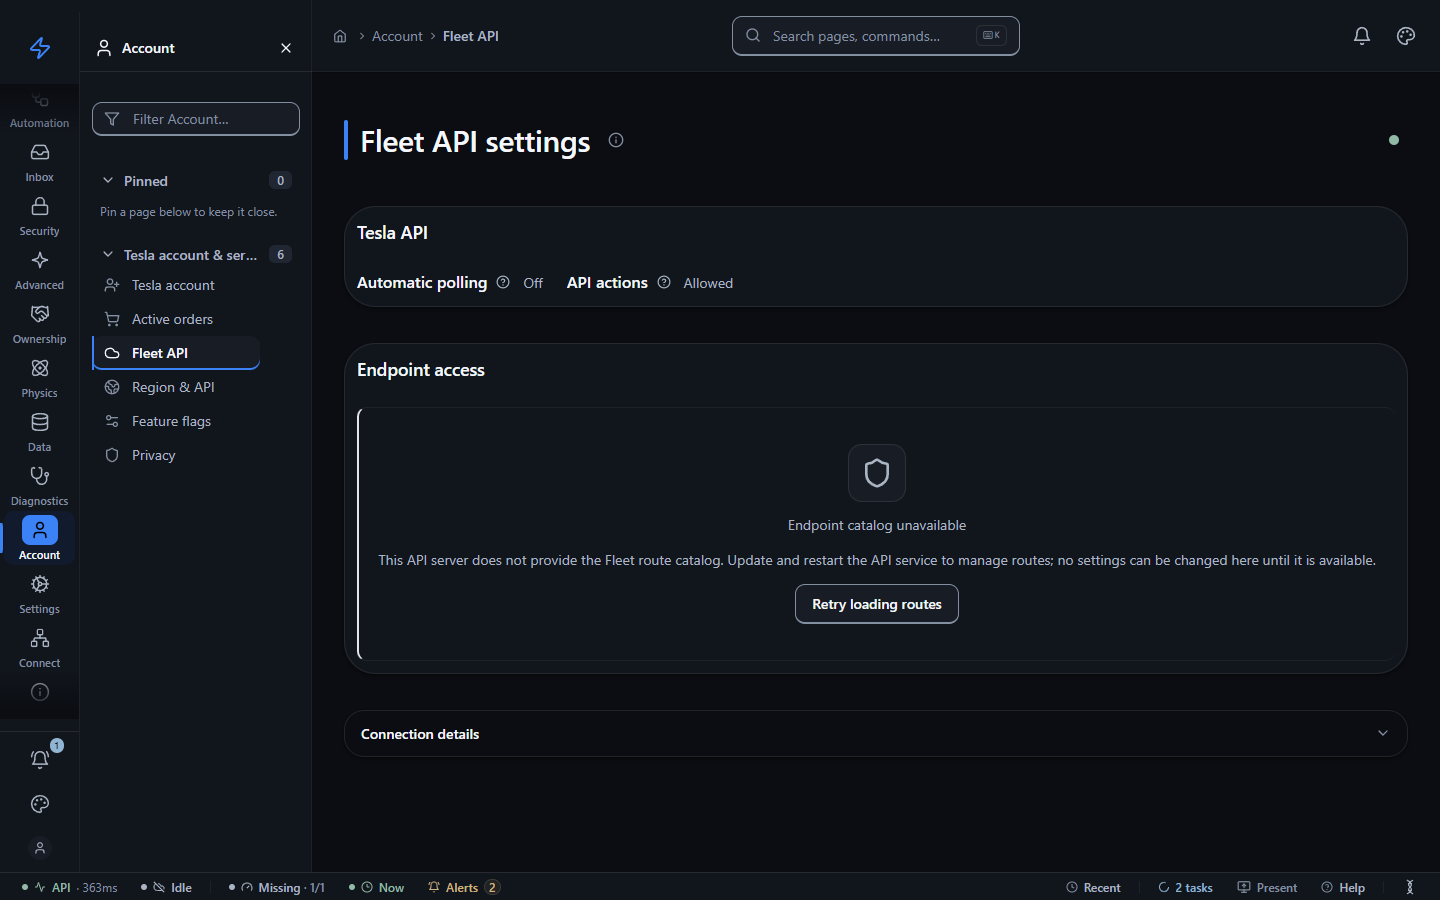 Account
Account
Fleet API
Search pages, commands...
K
Automation
Inbox
Security
Advanced
Ownership
Physics
Data
Diagnostics
Account
Settings
Connect
1
Filter Account...
Pinned
0
Pin a page below to keep it close.
Tesla account & ser...
6
Tesla account
Active orders
Fleet API
Region & API
Feature flags
Privacy
Fleet API settings
Tesla API
Automatic polling Off API actions Allowed
Endpoint access
Endpoint catalog unavailable
This API server does not provide the Fleet route catalog. Update and restart the API service to manage routes; no settings can be changed here until it is available.
Retry loading routes
Connection details
API · 363ms Idle Missing · 1/1 Now Alerts 2 Recent 2 tasks Present Help